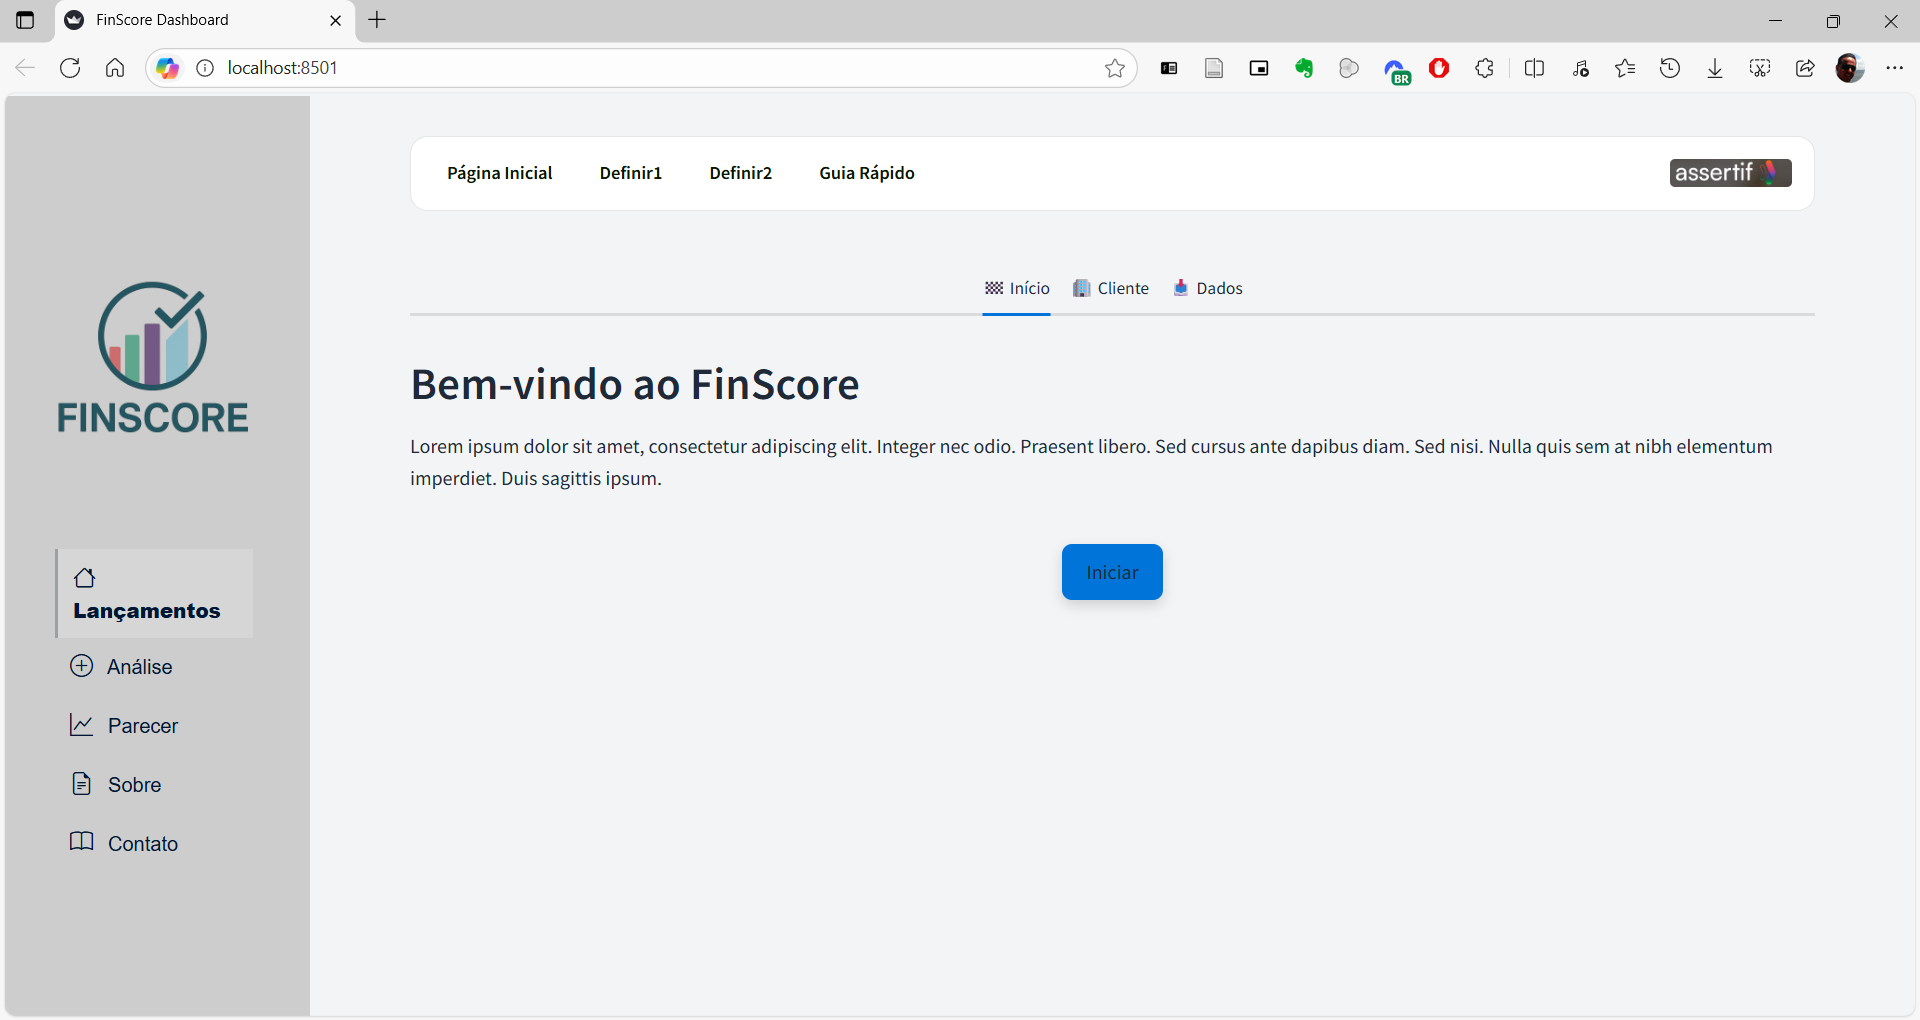 FinScore Dashboard
localhost:8501
BR
Página Inicial Definir1 Definir2 Guia Rápido
assertif
Início Cliente Dados
FINSCORE
Bem-vindo ao FinScore
Lorem ipsum dolor sit amet, consectetur adipiscing elit. Integer nec odio. Praesent libero. Sed cursus ante dapibus diam. Sed nisi. Nulla quis sem at nibh elementum
imperdiet. Duis sagittis ipsum.
Iniciar
Lançamentos
Análise
Parecer
Sobre
Contato